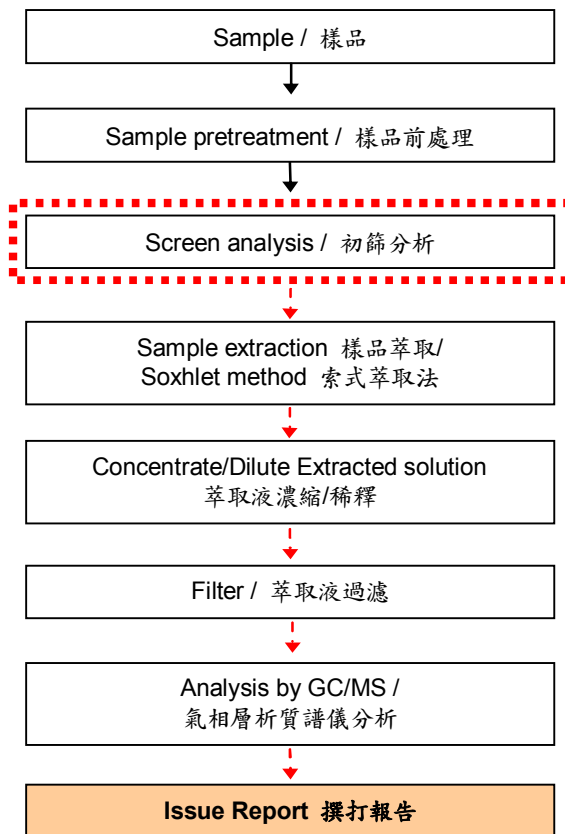 Sample / 樣品
Sample pretreatment / 樣品前處理
Screen analysis / 初篩分析
Sample extraction 樣品萃取/
Soxhlet method 索式萃取法
Concentrate/Dilute Extracted solution
萃取液濃縮/稀釋
Filter / 萃取液過濾
Analysis by GC/MS /
氣相層析質譜儀分析
Issue Report 撰打報告